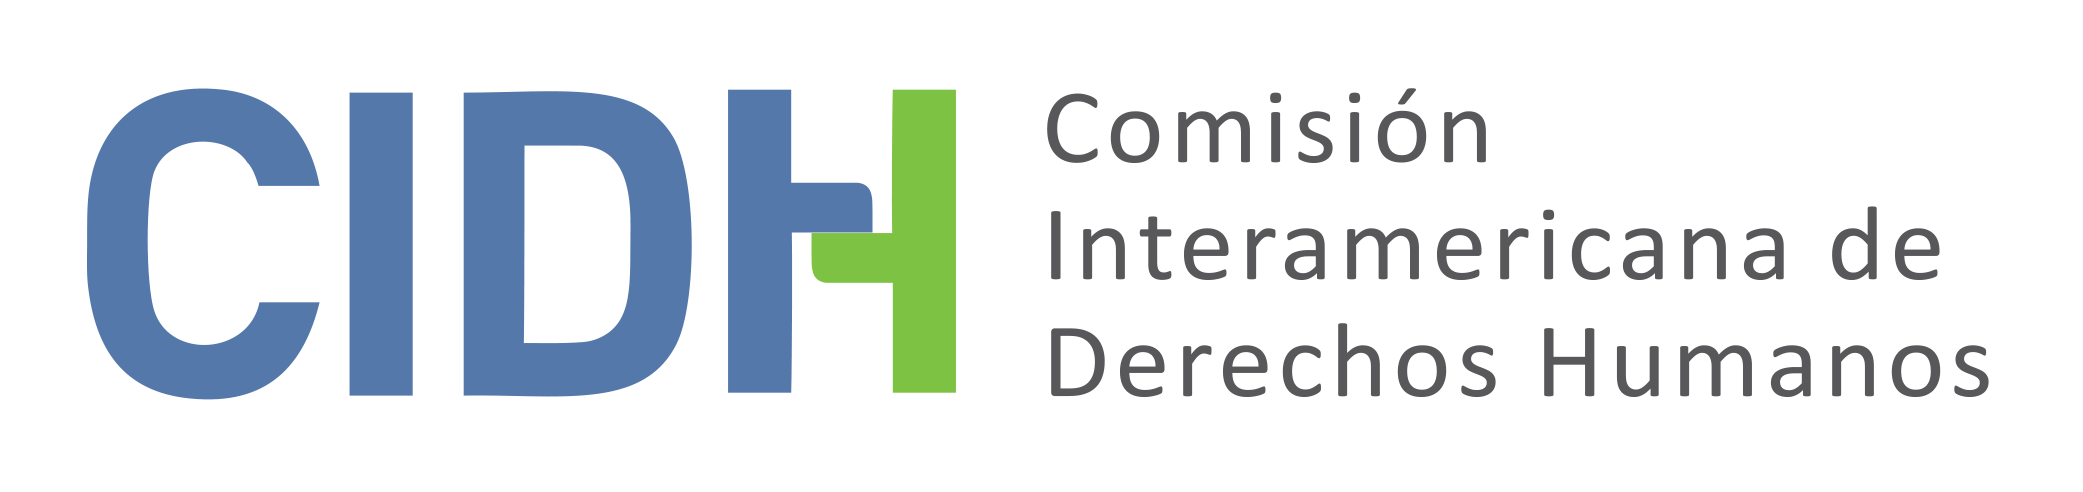 CIDH
Comisión
Interamericana de
Derechos Humanos